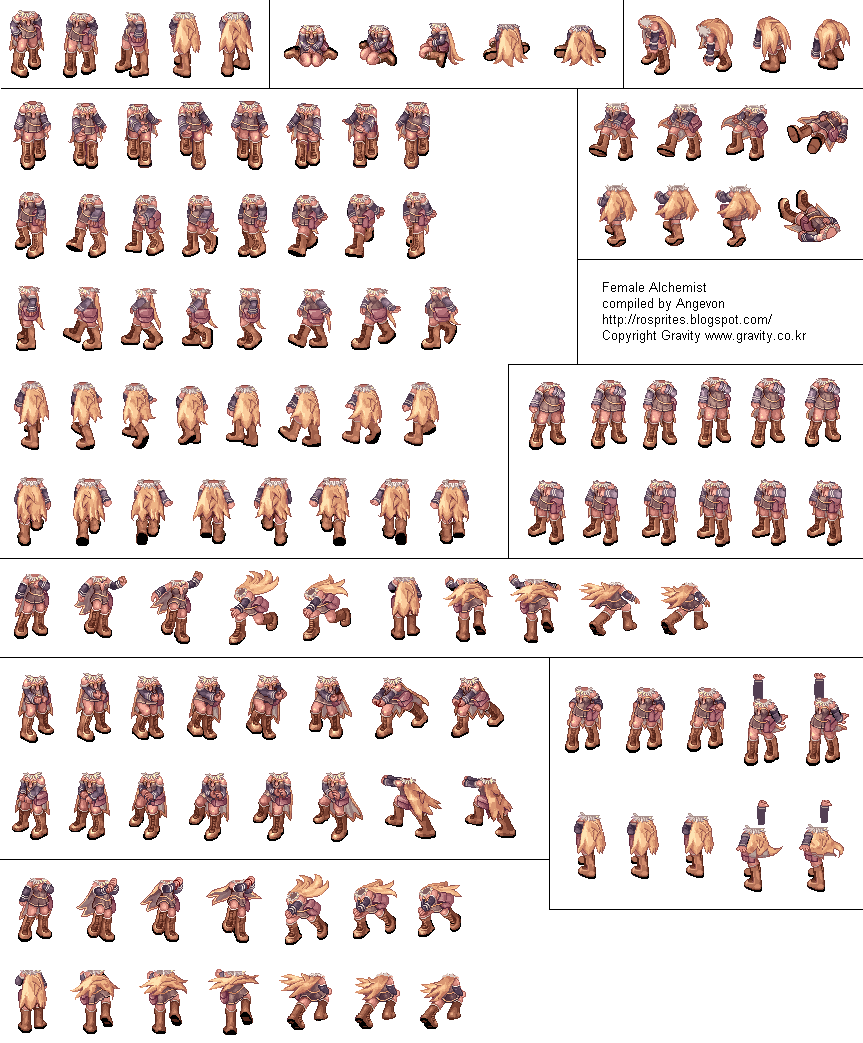 Female Alchemist
compiled by Angevon
http://rosprites.blogspot.com/
Copyright Gravity www.gravity.co.kr